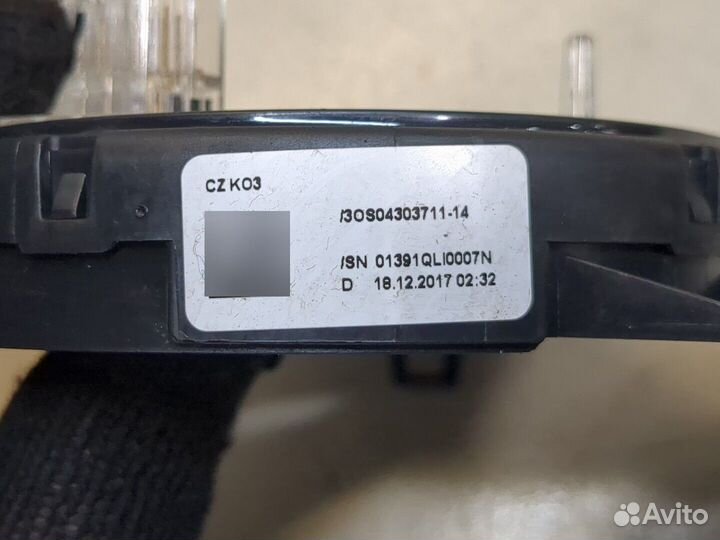 CZ K03
/3OS04303711-14
/SN 01391QLI0007N
D 18.12.2017 02:32
Avito